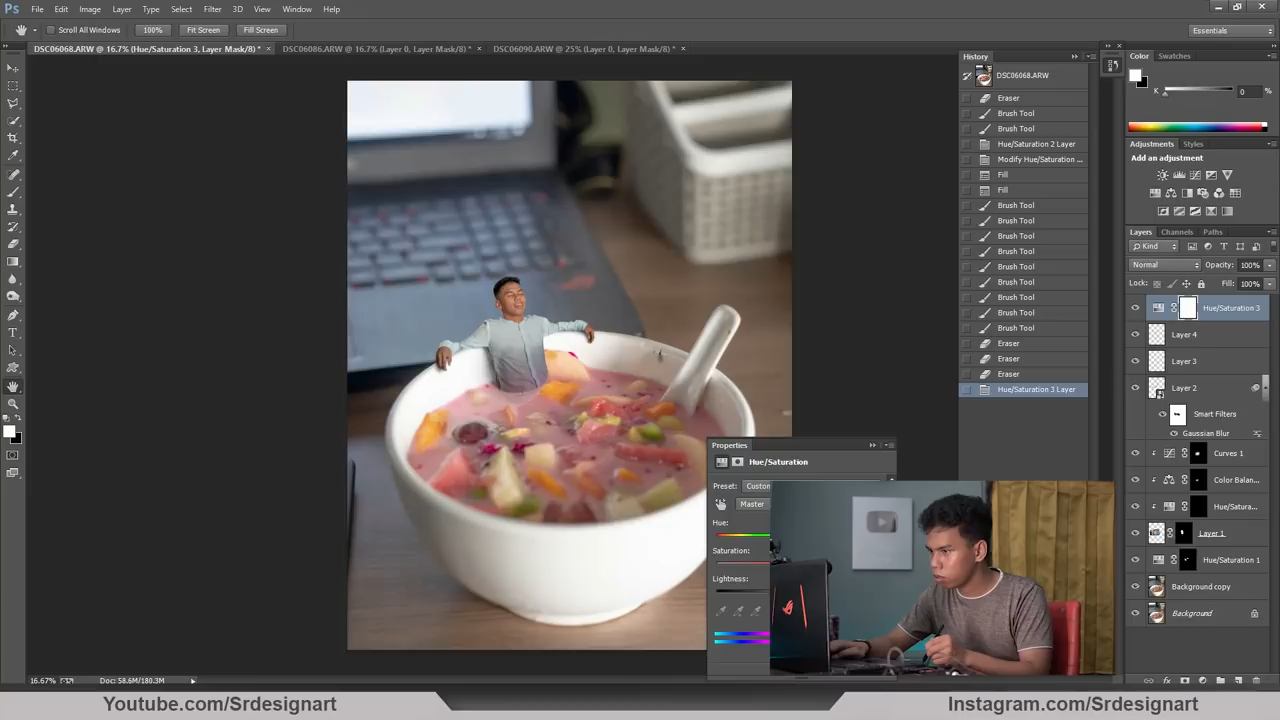 Ps File Edit Image Layer Type Select Filter 3D View Window Help
Scroll All Windows 100% Fit Screen Fill Screen Essentials
DSC06068.ARW @ 16.7% (Hue/Saturation 3, Layer Mask/8) * × DSC06086.ARW @ 16.7% (Layer 0, Layer Mask/8) * × DSC06090.ARW @ 25% (Layer 0, Layer Mask/8) * ×
History
DSC06068.ARW
Eraser
Brush Tool
Brush Tool
Hue/Saturation 2 Layer
Modify Hue/Saturation ...
Fill
Fill
Brush Tool
Brush Tool
Brush Tool
Brush Tool
Brush Tool
Brush Tool
Brush Tool
Brush Tool
Brush Tool
Eraser
Eraser
Eraser
Hue/Saturation 3 Layer
Color Swatches
K 0 %
Adjustments Styles
Add an adjustment
Layers Channels Paths
Kind
Normal Opacity: 100%
Lock: Fill: 100%
Hue/Saturation 3
Layer 4
Layer 3
Layer 2
Smart Filters
Gaussian Blur
Curves 1
Color Balan...
Hue/Satura...
Layer 1
Hue/Saturation 1
Background copy
Background
Properties
Hue/Saturation
Preset: Custom
Master
Hue:
Saturation:
Lightness:
16.67% Doc: 58.6M/180.3M
Youtube.com/Srdesignart Instagram.com/Srdesignart